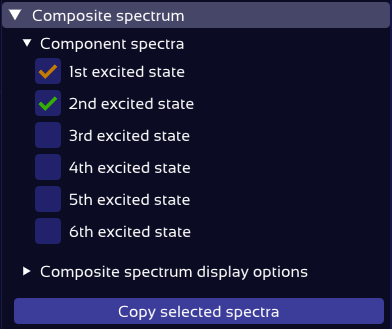 Composite spectrum
Component spectra
1st excited state
2nd excited state
3rd excited state
4th excited state
5th excited state
6th excited state
Composite spectrum display options
Copy selected spectra